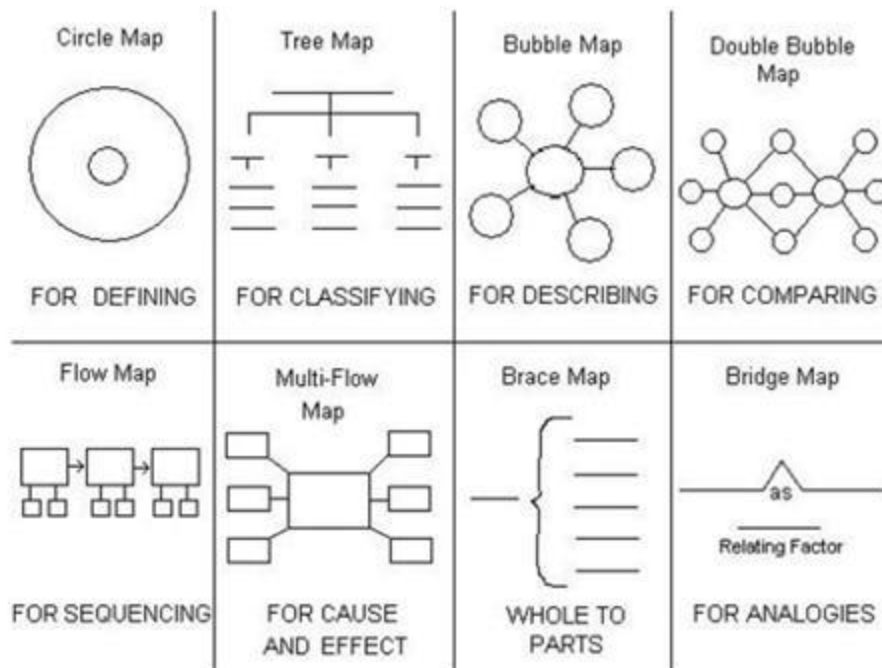 Circle Map
FOR DEFINING
Tree Map
FOR CLASSIFYING
Bubble Map
FOR DESCRIBING
Double Bubble
Map
FOR COMPARING
Flow Map
FOR SEQUENCING
Multi-Flow
Map
FOR CAUSE
AND EFFECT
Brace Map
WHOLE TO
PARTS
Bridge Map
as
Relating Factor
FOR ANALOGIES